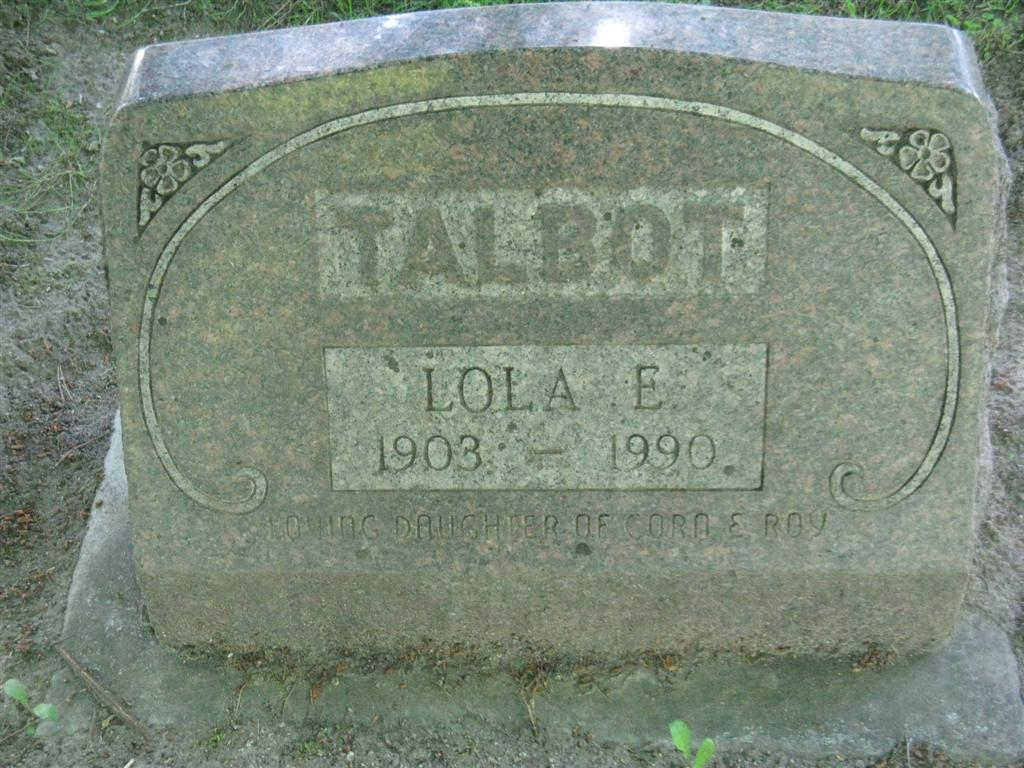 TALBOT
LOLA E.
1903 - 1990
LOVING DAUGHTER OF CORA & ROY